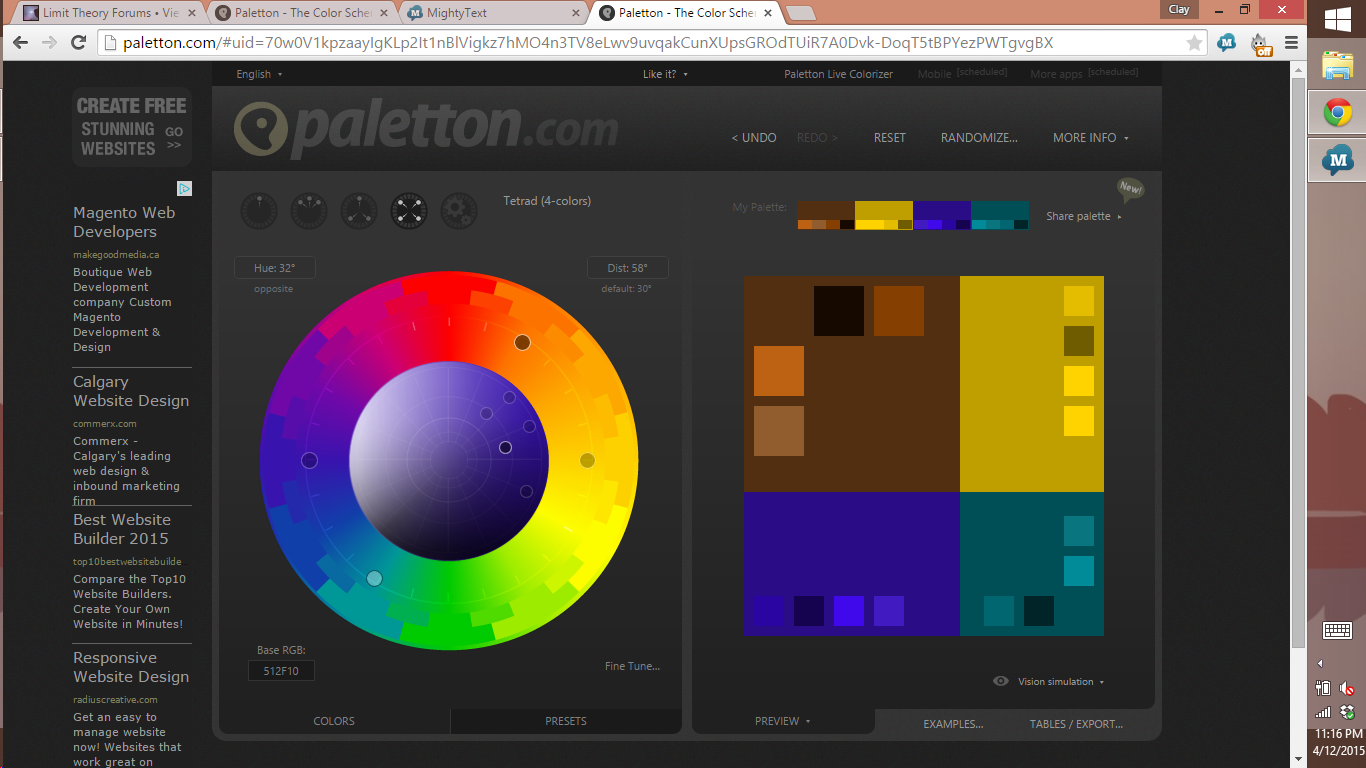 Limit Theory Forums • Vie
Paletton - The Color Sche
MightyText
Paletton - The Color Sche
Clay
paletton.com/#uid=70w0V1kpzaayIgKLp2It1nBlVigkz7hMO4n3TV8eLwv9uvqakCunXUpsGROdTUiR7A0Dvk-DoqT5tBPYezPWTgvgBX
M
off
English
Like it?
Paletton Live Colorizer
Mobile [scheduled]
More apps [scheduled]
CREATE FREE
STUNNING
WEBSITES
GO
>>
paletton.com
< UNDO
REDO >
RESET
RANDOMIZE...
MORE INFO
Magento Web
Developers
makegoodmedia.ca
Boutique Web
Development
company Custom
Magento
Development &
Design
Calgary
Website Design
commerx.com
Commerx -
Calgary's leading
web design &
inbound marketing
firm
Best Website
Builder 2015
top10bestwebsitebuilde
Compare the Top10
Website Builders.
Create Your Own
Website in Minutes!
Responsive
Website Design
radiuscreative.com
Get an easy to
manage website
now! Websites that
work great on
Tetrad (4-colors)
Hue: 32°
opposite
Dist: 58°
default: 30°
Base RGB:
512F10
Fine Tune...
COLORS
PRESETS
My Palette:
New!
Share palette
Vision simulation
PREVIEW
EXAMPLES...
TABLES / EXPORT...
M
11:16 PM
4/12/2015